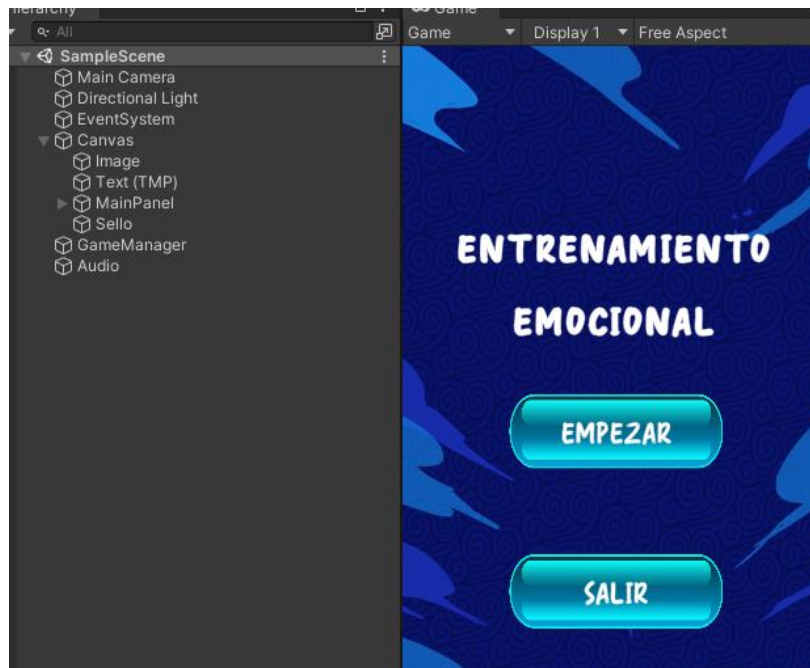 Hierarchy
All
SampleScene
Main Camera
Directional Light
EventSystem
Canvas
Image
Text (TMP)
MainPanel
Sello
GameManager
Audio
Game
Game
Display 1
Free Aspect
ENTRENAMIENTO
EMOCIONAL
EMPEZAR
SALIR